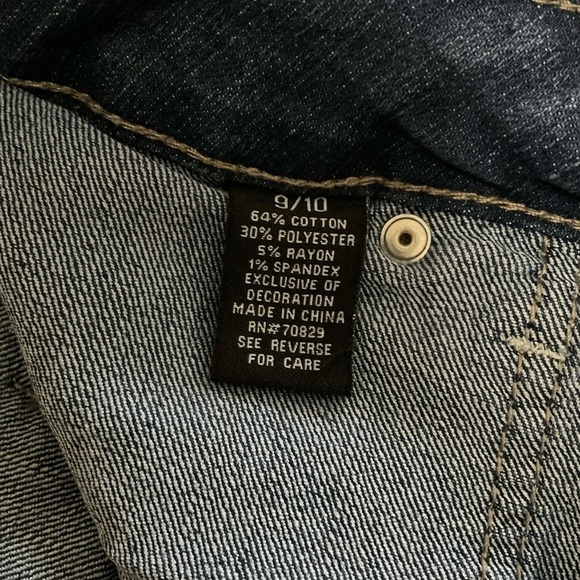 9/10
64% COTTON
30% POLYESTER
5% RAYON
1% SPANDEX
EXCLUSIVE OF
DECORATION
MADE IN CHINA
RN#70829
SEE REVERSE
FOR CARE